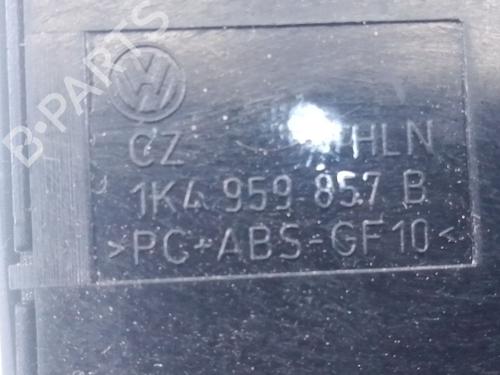 B-PARTS
CZ HLN
1K4 959 857 B
>PC+ABS-GF10<